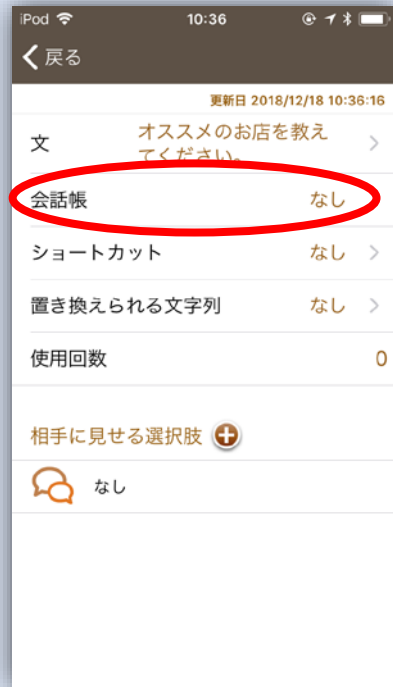 iPod 10:36
戻る
更新日 2018/12/18 10:36:16
文 オススメのお店を教え
てください。
会話帳 なし
ショートカット なし
置き換えられる文字列 なし
使用回数 0
相手に見せる選択肢
なし